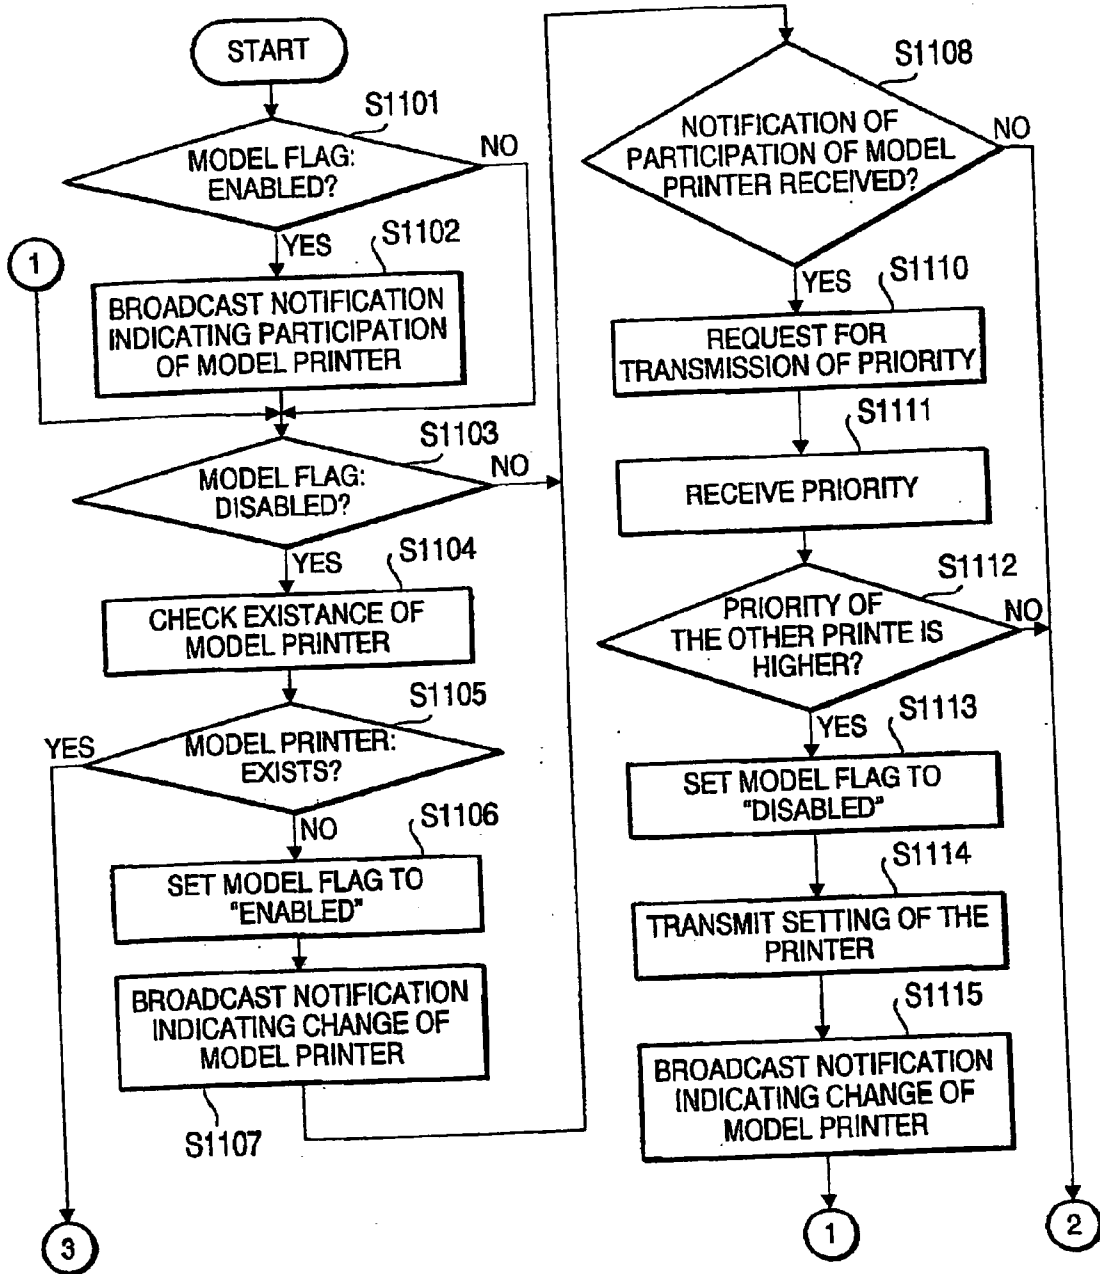 START
S1101
MODEL FLAG:
ENABLED?
NO
YES
S1102
1
BROADCAST NOTIFICATION
INDICATING PARTICIPATION
OF MODEL PRINTER
S1103
MODEL FLAG:
DISABLED?
NO
YES
S1104
CHECK EXISTANCE OF
MODEL PRINTER
S1105
YES
MODEL PRINTER:
EXISTS?
NO
S1106
SET MODEL FLAG TO
"ENABLED"
BROADCAST NOTIFICATION
INDICATING CHANGE OF
MODEL PRINTER
S1107
3
S1108
NOTIFICATION OF
PARTICIPATION OF MODEL
PRINTER RECEIVED?
NO
YES
S1110
REQUEST FOR
TRANSMISSION OF PRIORITY
S1111
RECEIVE PRIORITY
S1112
PRIORITY OF
THE OTHER PRINTE IS
HIGHER?
NO
YES
S1113
SET MODEL FLAG TO
"DISABLED"
S1114
TRANSMIT SETTING OF THE
PRINTER
S1115
BROADCAST NOTIFICATION
INDICATING CHANGE OF
MODEL PRINTER
1
2